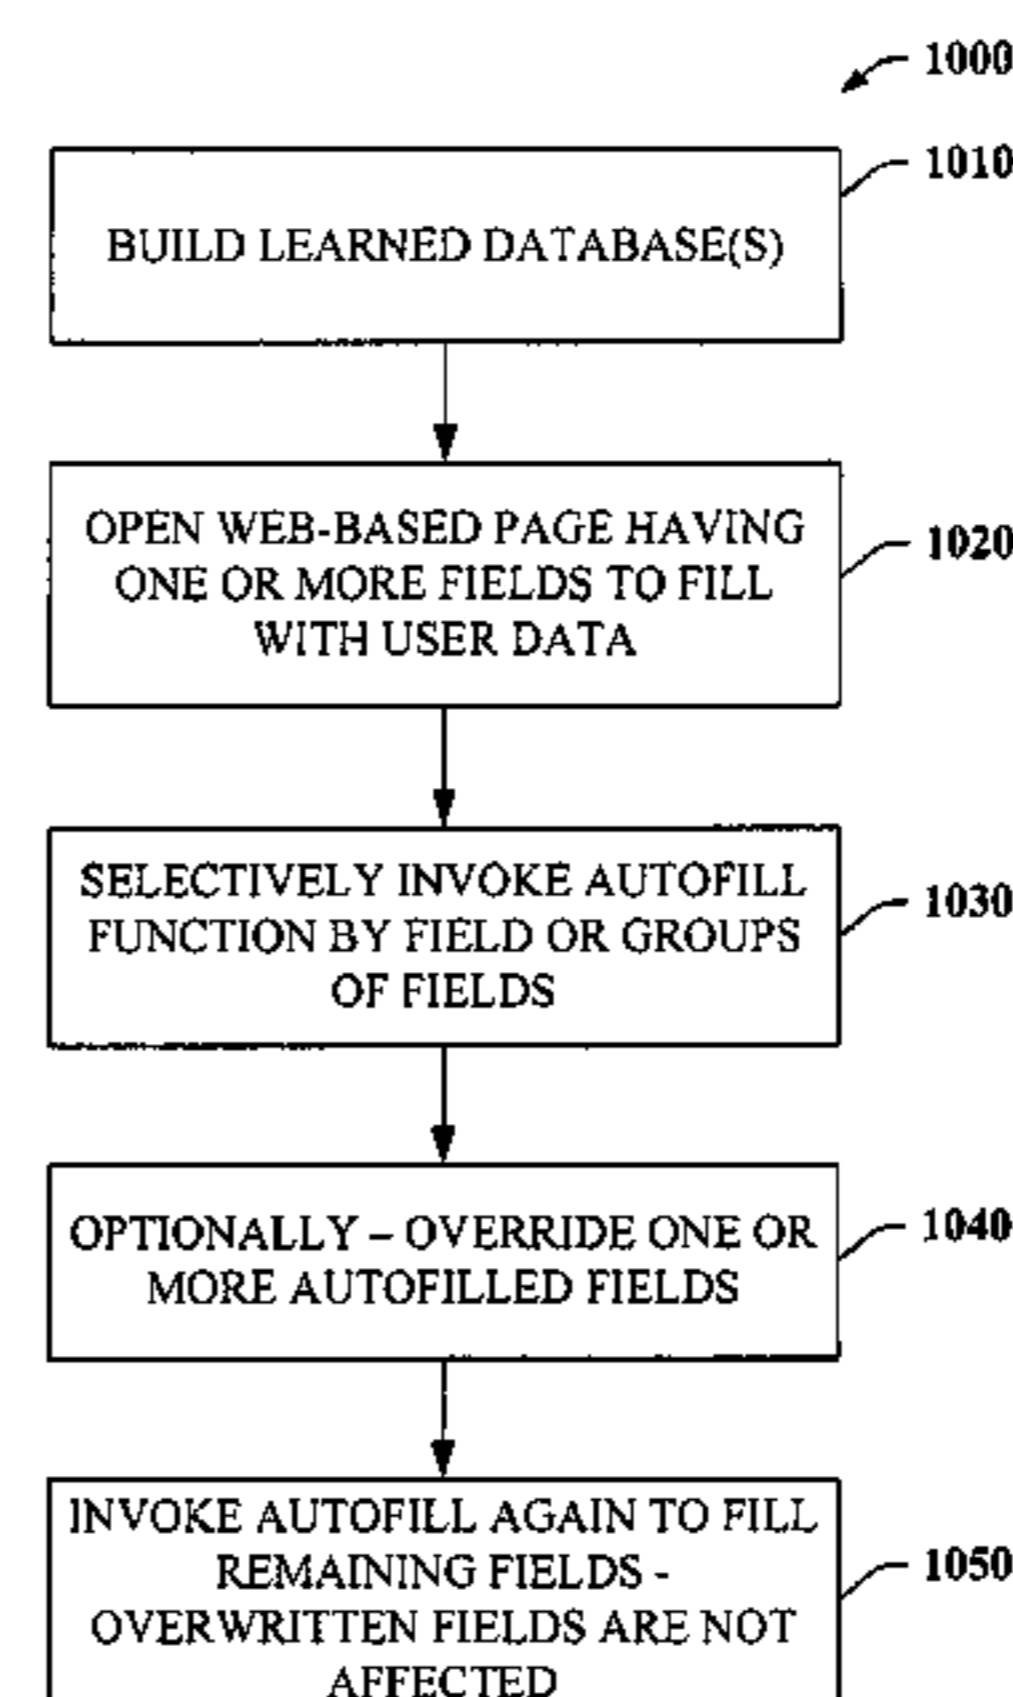 1000
1010
BUILD LEARNED DATABASE(S)
OPEN WEB-BASED PAGE HAVING
ONE OR MORE FIELDS TO FILL
WITH USER DATA
1020
SELECTIVELY INVOKE AUTOFILL
FUNCTION BY FIELD OR GROUPS
OF FIELDS
1030
OPTIONALLY – OVERRIDE ONE OR
MORE AUTOFILLED FIELDS
1040
INVOKE AUTOFILL AGAIN TO FILL
REMAINING FIELDS -
OVERWRITTEN FIELDS ARE NOT
AFFECTED
1050